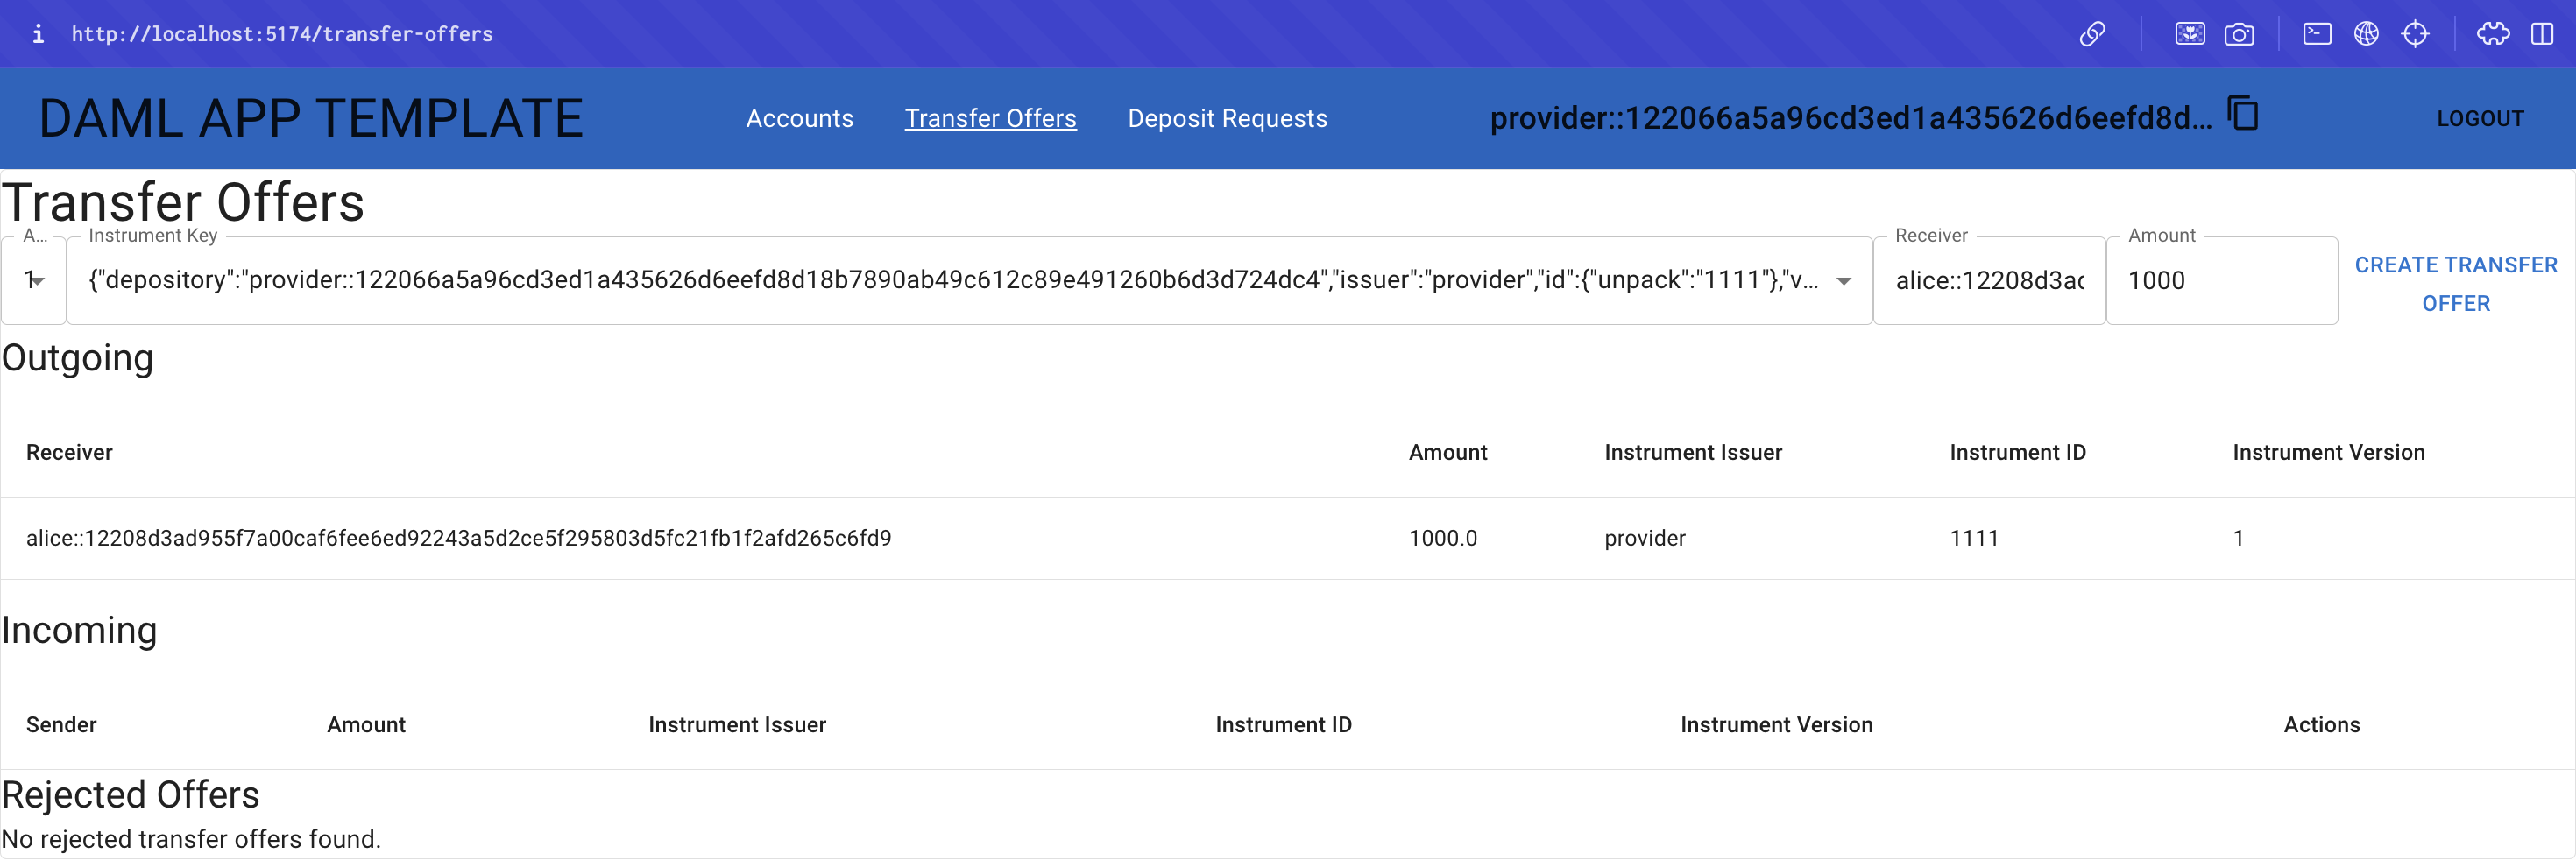 http://localhost:5174/transfer-offers
DAML APP TEMPLATE
Accounts
Transfer Offers
Deposit Requests
provider::122066a5a96cd3ed1a435626d6eefd8d...
LOGOUT
Transfer Offers
A...
Instrument Key
Receiver
Amount
1
{"depository":"provider::122066a5a96cd3ed1a435626d6eefd8d18b7890ab49c612c89e491260b6d3d724dc4","issuer":"provider","id":{"unpack":"1111"},"v...
alice::12208d3ac
1000
CREATE TRANSFER
OFFER
Outgoing
Receiver Amount Instrument Issuer Instrument ID Instrument Version
alice::12208d3ad955f7a00caf6fee6ed92243a5d2ce5f295803d5fc21fb1f2afd265c6fd9 1000.0 provider 1111 1
Incoming
Sender Amount Instrument Issuer Instrument ID Instrument Version Actions
Rejected Offers
No rejected transfer offers found.